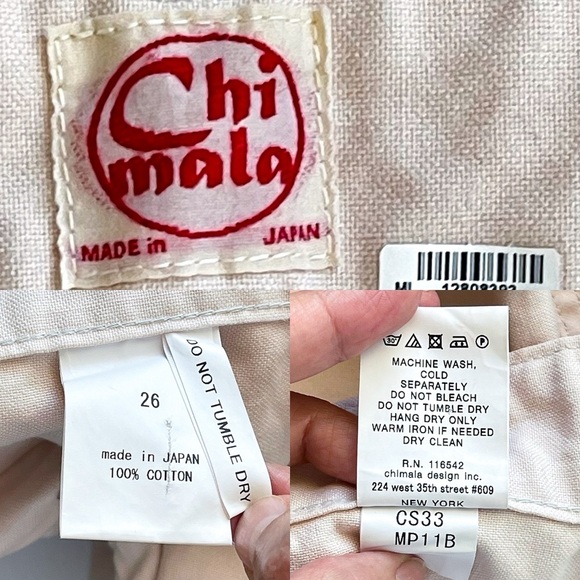 Chi
mala
MADE in JAPAN
26
made in JAPAN
100% COTTON
DO NOT TUMBLE DRY
30
P
MACHINE WASH,
COLD
SEPARATELY
DO NOT BLEACH
DO NOT TUMBLE DRY
HANG DRY ONLY
WARM IRON IF NEEDED
DRY CLEAN
R.N. 116542
chimala design inc.
224 west 35th street #609
NEW YORK
CS33
MP11B